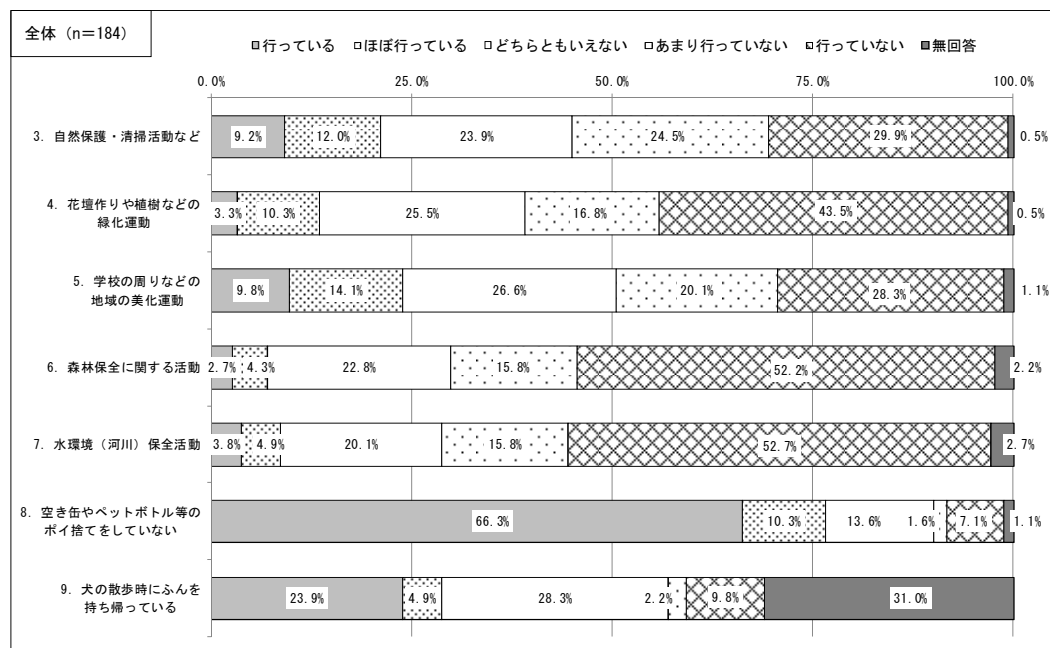 全体（n＝184）
■行っている □ほぼ行っている □どちらともいえない □あまり行っていない □行っていない ■無回答
0.0% 25.0% 50.0% 75.0% 100.0%
3. 自然保護・清掃活動など
9.2% 12.0% 23.9% 24.5% 29.9% 0.5%
4. 花壇作りや植樹などの
緑化運動
3.3% 10.3% 25.5% 16.8% 43.5% 0.5%
5. 学校の周りなどの
地域の美化運動
9.8% 14.1% 26.6% 20.1% 28.3% 1.1%
6. 森林保全に関する活動
2.7% 4.3% 22.8% 15.8% 52.2% 2.2%
7. 水環境（河川）保全活動
3.8% 4.9% 20.1% 15.8% 52.7% 2.7%
8. 空き缶やペットボトル等の
ポイ捨てをしていない
66.3% 10.3% 13.6% 1.6% 7.1% 1.1%
9. 犬の散歩時にふんを
持ち帰っている
23.9% 4.9% 28.3% 2.2% 9.8% 31.0%